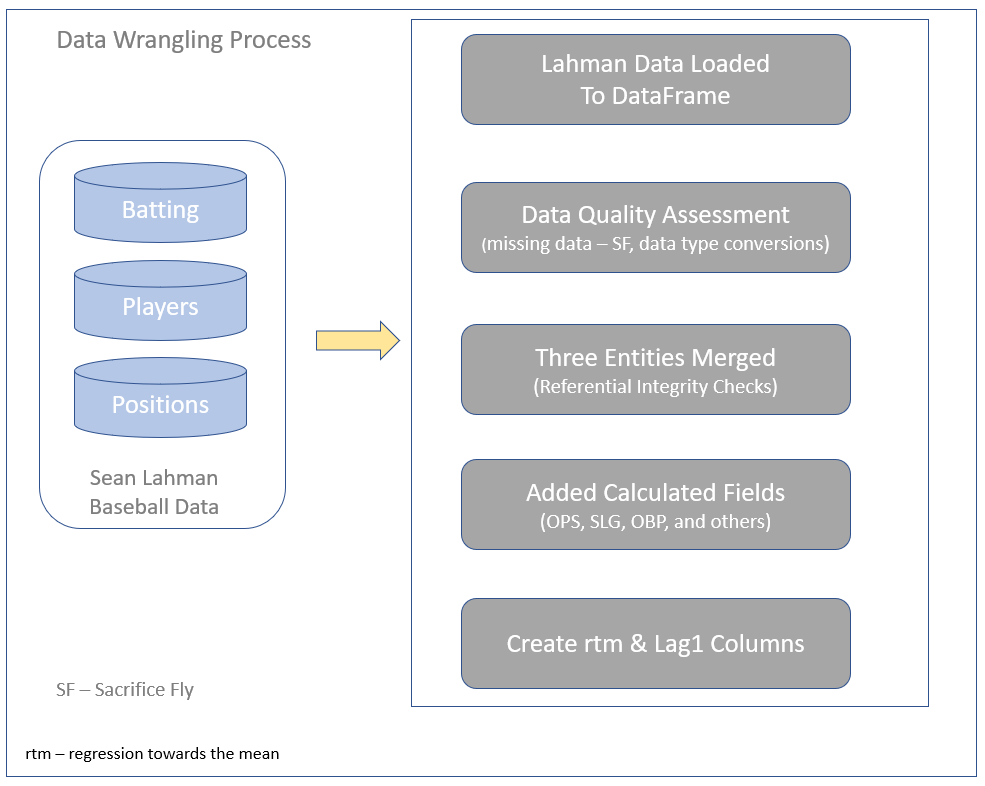 Data Wrangling Process
Batting
Players
Positions
Sean Lahman
Baseball Data
Lahman Data Loaded
To DataFrame
Data Quality Assessment
(missing data – SF, data type conversions)
Three Entities Merged
(Referential Integrity Checks)
Added Calculated Fields
(OPS, SLG, OBP, and others)
Create rtm & Lag1 Columns
SF – Sacrifice Fly
rtm – regression towards the mean